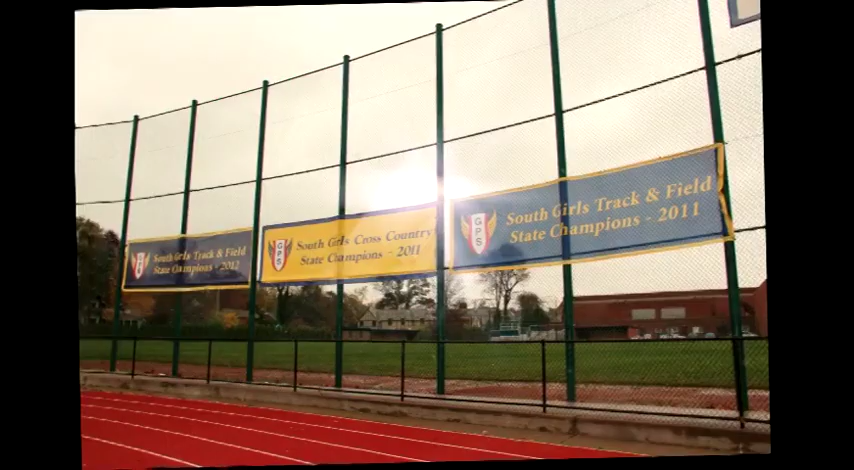 South Girls Track & Field
State Champions - 2012
GPS
South Girls Cross Country
State Champions - 2011
GPS
South Girls Track & Field
State Champions - 2011